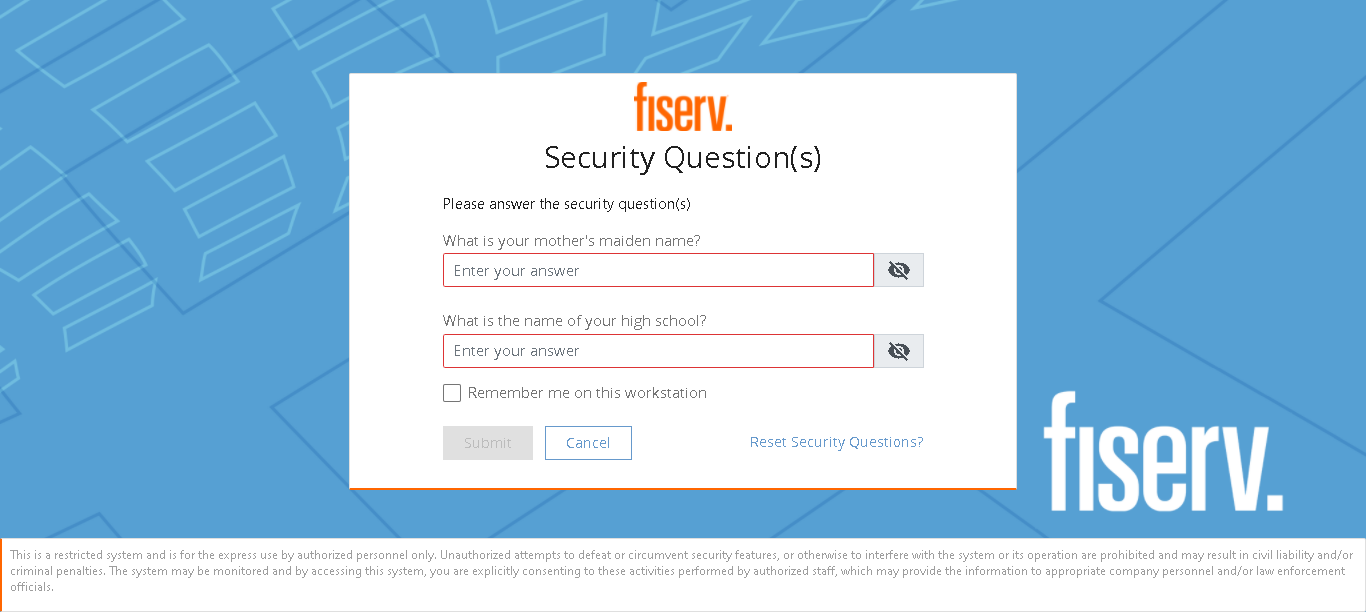 fiserv.
Security Question(s)
Please answer the security question(s)
What is your mother's maiden name?
Enter your answer
What is the name of your high school?
Enter your answer
Remember me on this workstation
Submit Cancel Reset Security Questions?
fiserv.
This is a restricted system and is for the express use by authorized personnel only. Unauthorized attempts to defeat or circumvent security features, or otherwise to interfere with the system or its operation are prohibited and may result in civil liability and/or
criminal penalties. The system may be monitored and by accessing this system, you are explicitly consenting to these activities performed by authorized staff, which may provide the information to appropriate company personnel and/or law enforcement
officials.